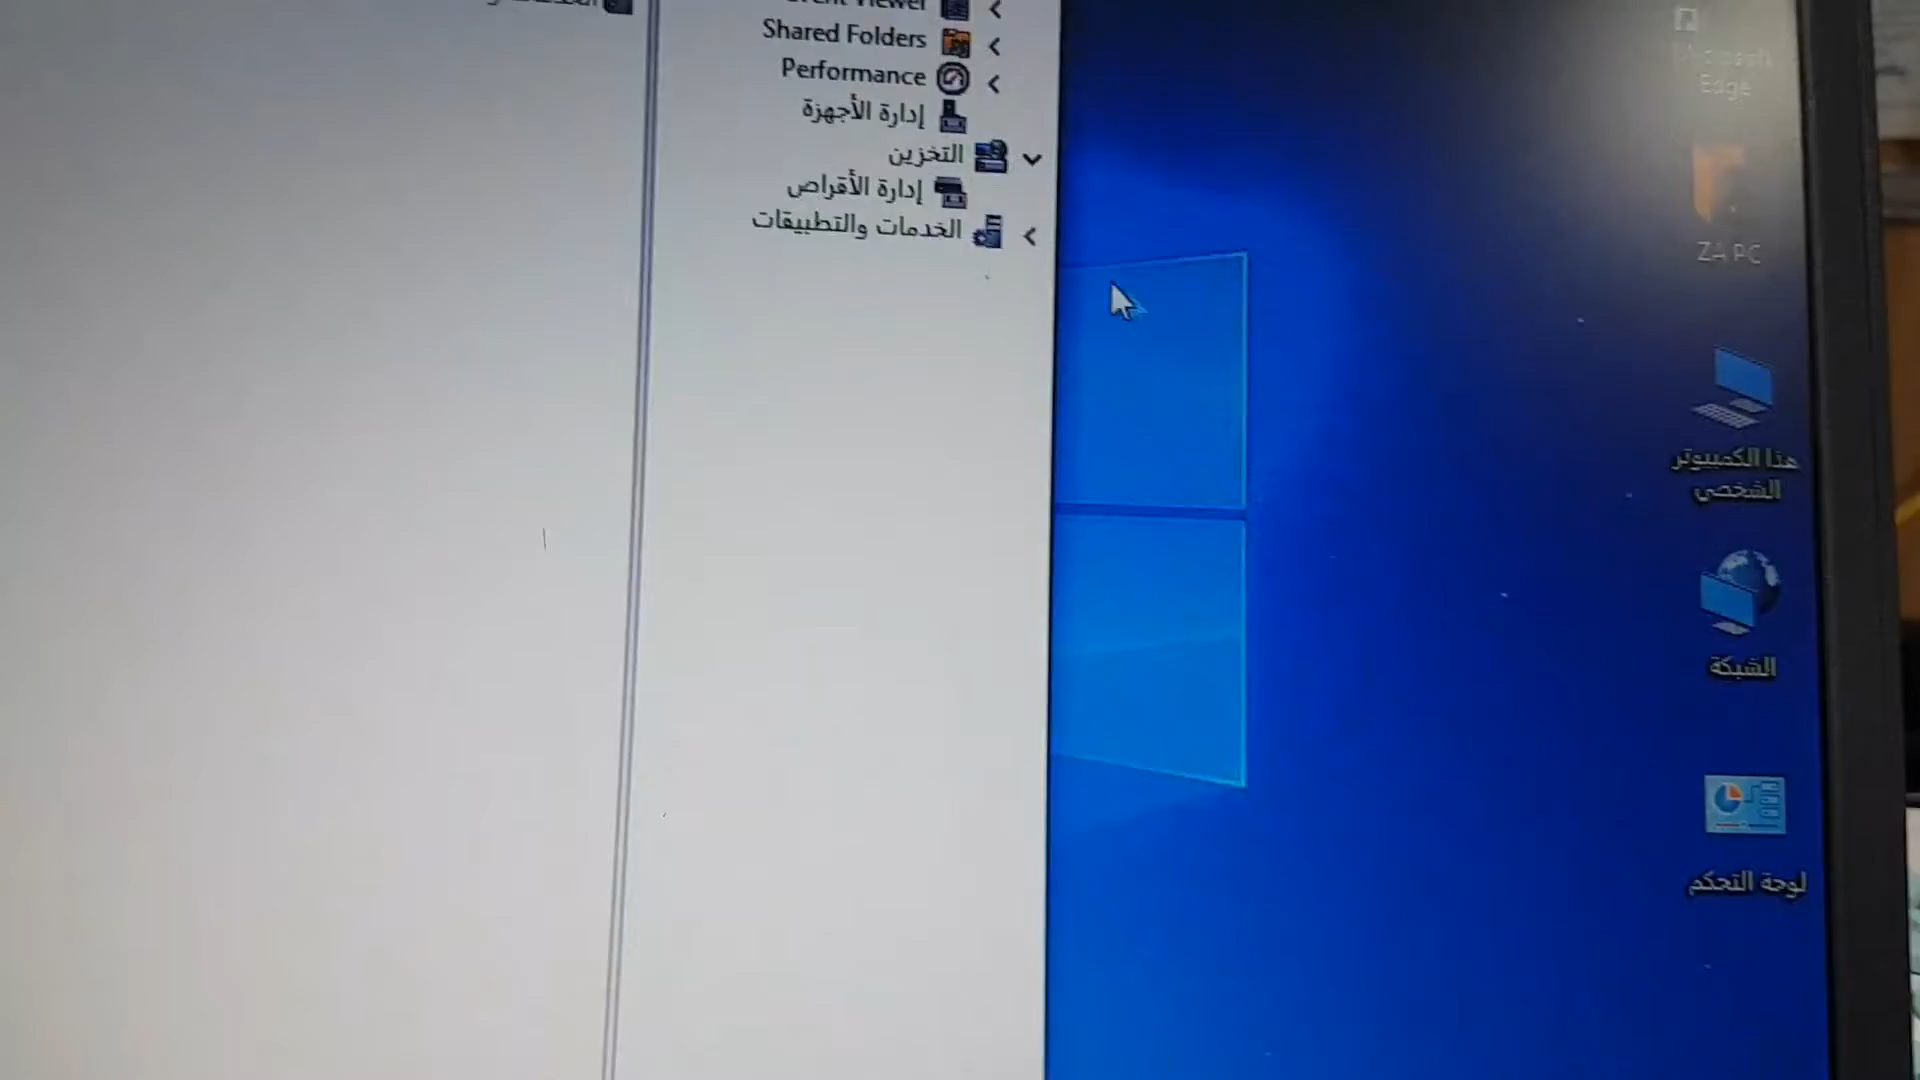 Viewer
Shared Folders
Performance
إدارة الأجهزة
التخزين
إدارة الأقراص
الخدمات والتطبيقات
Microsoft
Edge
ZA PC
هذا الكمبيوتر
الشخصي
الشبكة
لوحة التحكم